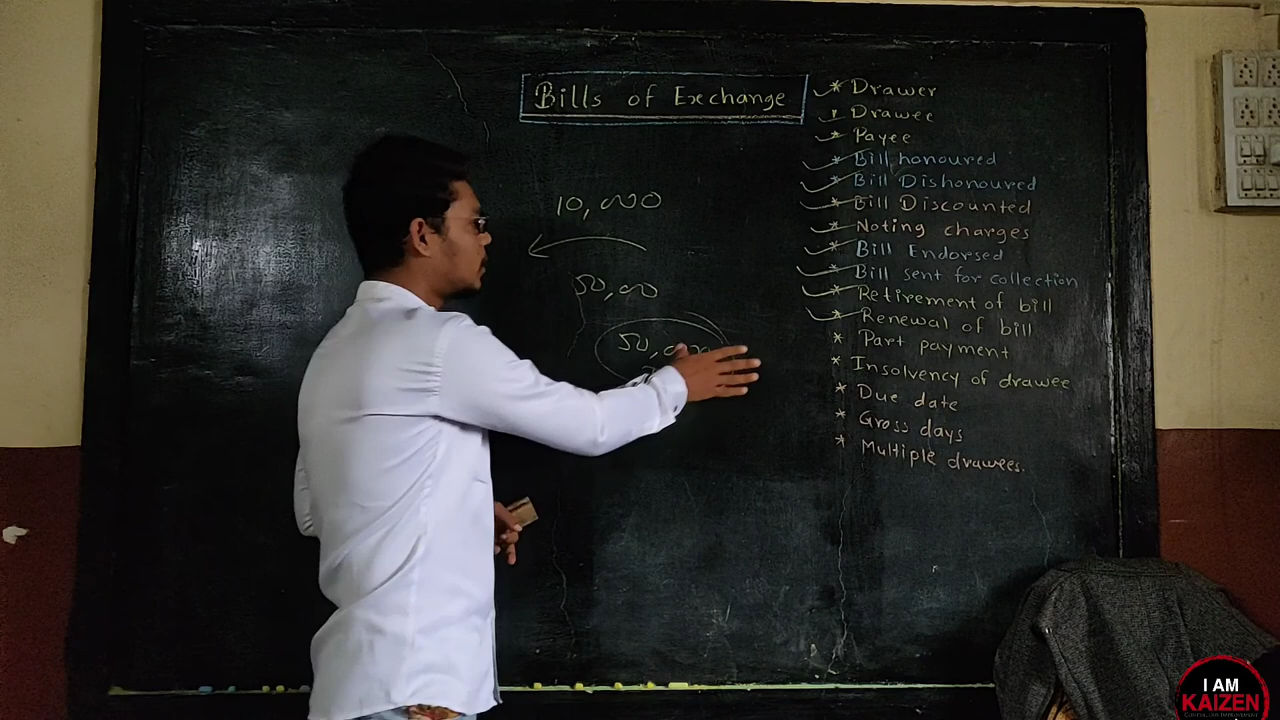 Bills of Exchange
10,000
50,00
* Drawer
* Drawee
* Payee
* Bill honoured
* Bill Dishonoured
* Bill Discounted
* Noting charges
* Bill Endorsed
* Bill sent for collection
* Retirement of bill
* Renewal of bill
* Part payment
* Insolvency of drawee
* Due date
* Gross days
* Multiple drawees.
I AM
KAIZEN